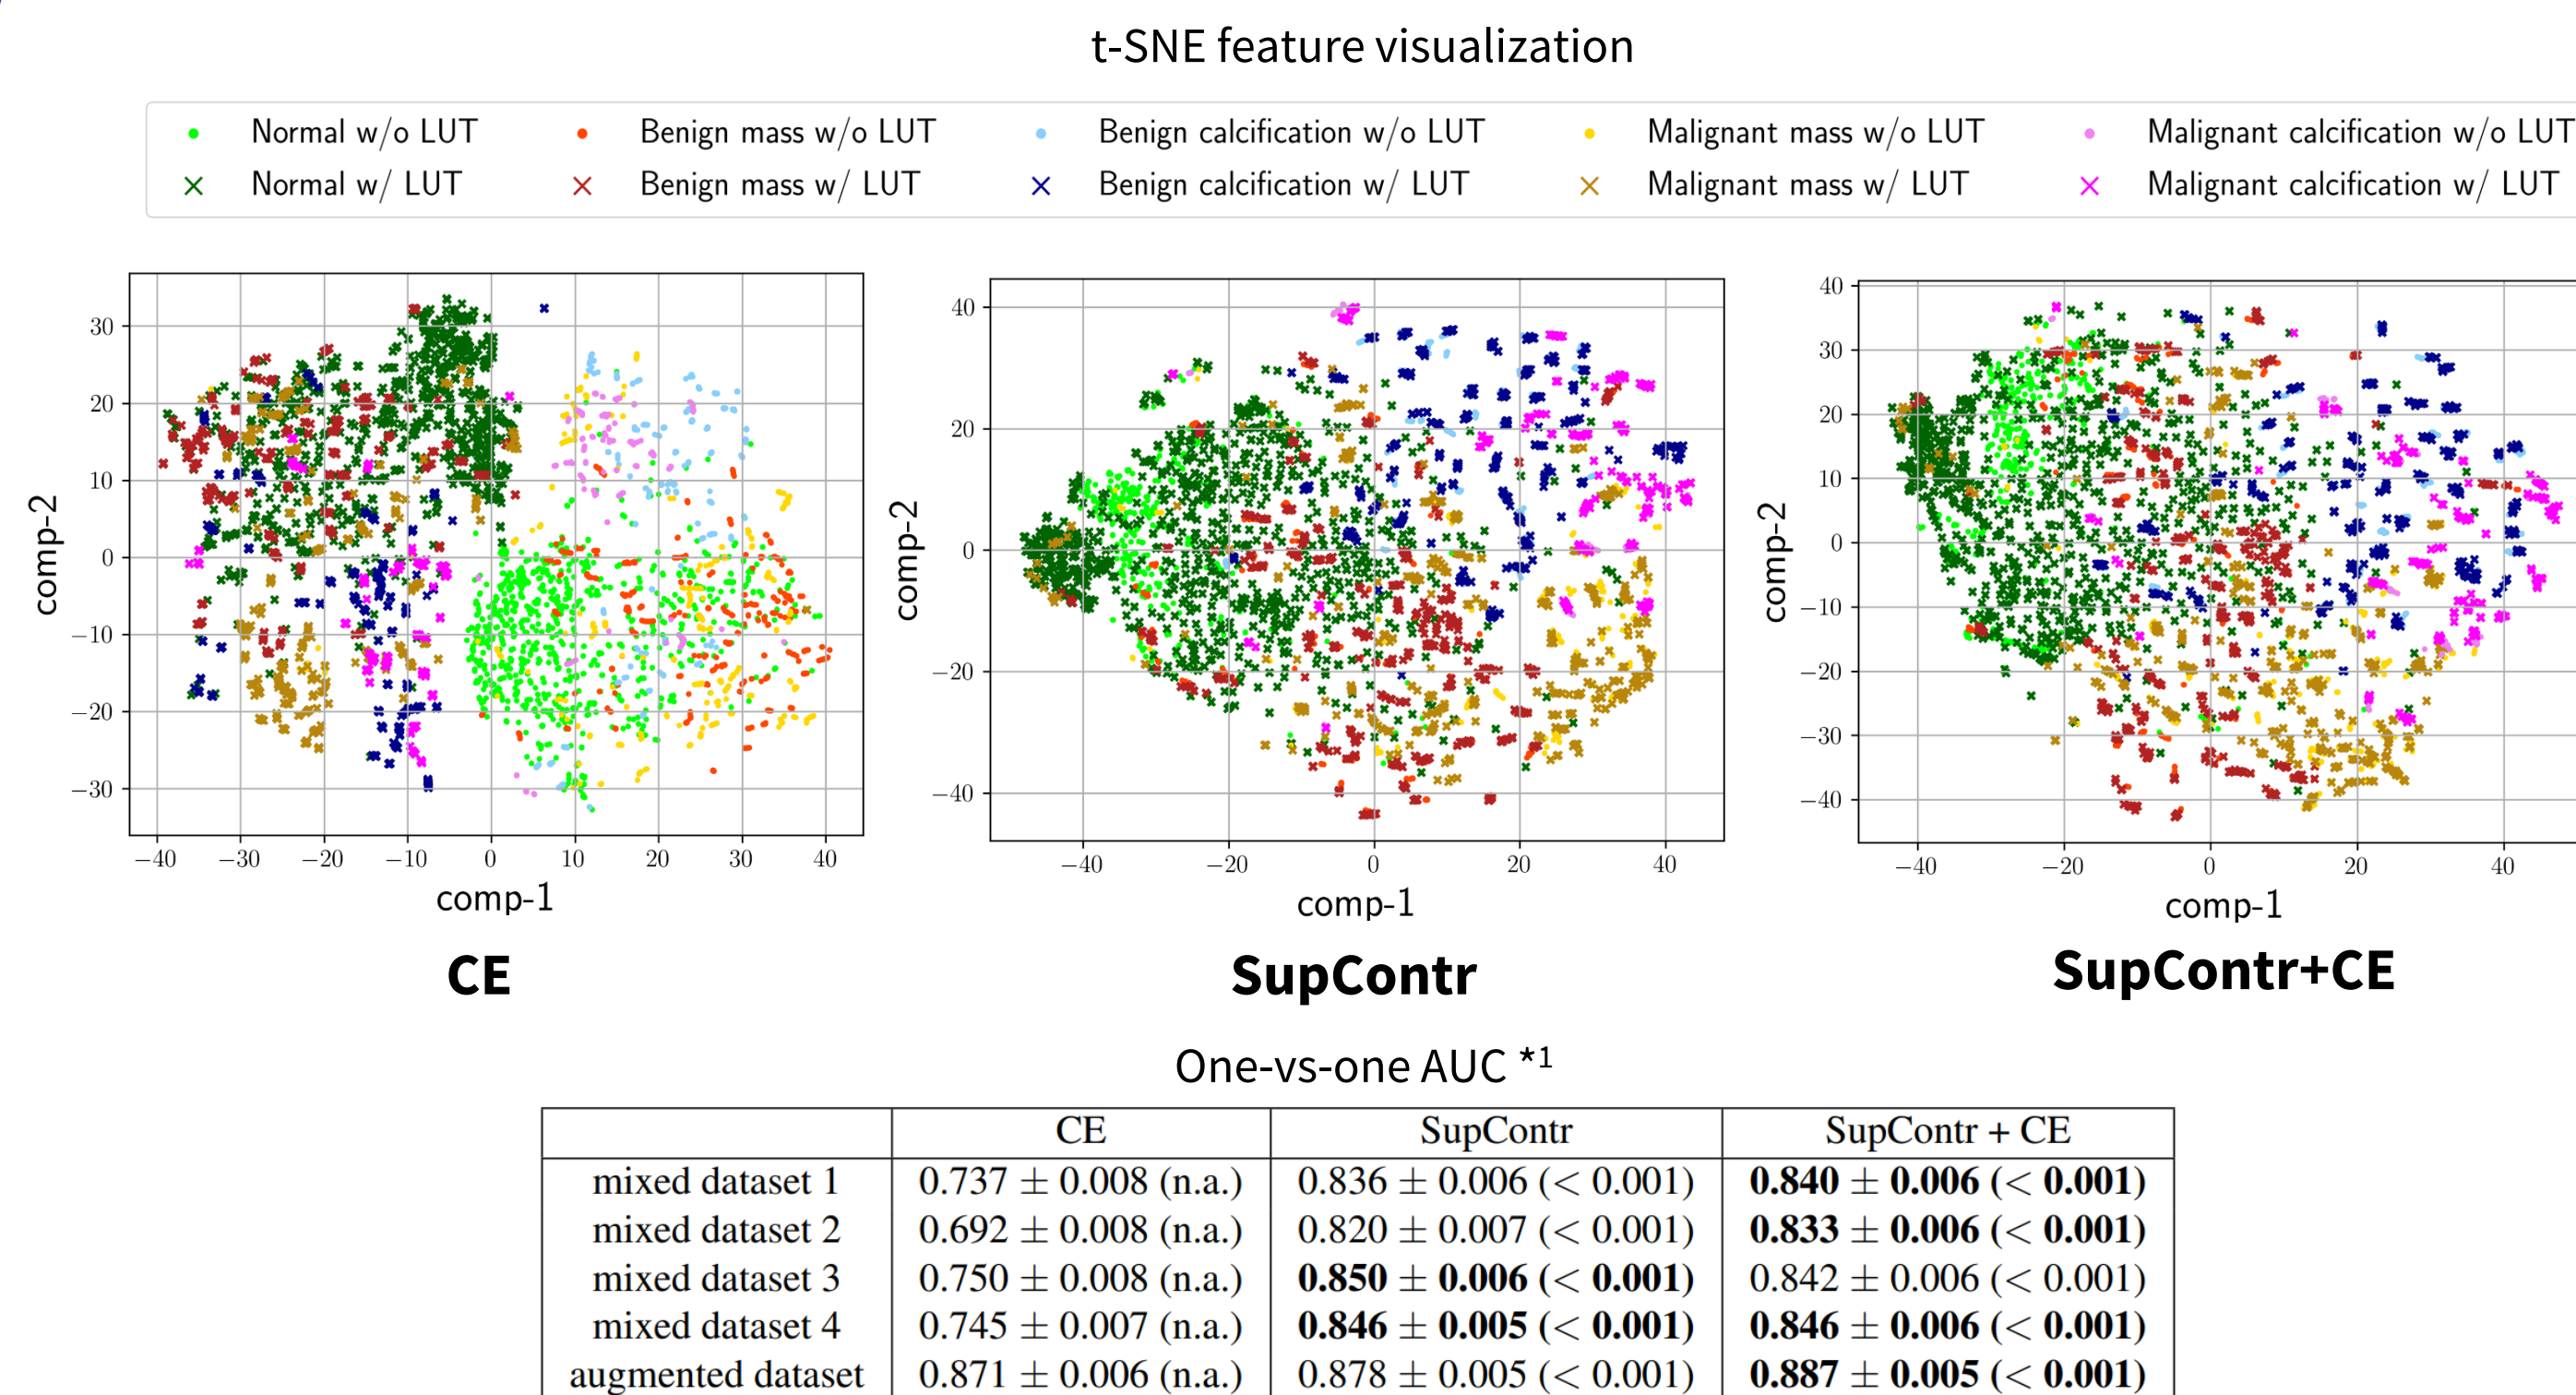 t-SNE feature visualization
Normal w/o LUT Benign mass w/o LUT Benign calcification w/o LUT Malignant mass w/o LUT Malignant calcification w/o LUT
Normal w/ LUT Benign mass w/ LUT Benign calcification w/ LUT Malignant mass w/ LUT Malignant calcification w/ LUT
comp-2
30
20
10
0
−10
−20
−30
−40 −30 −20 −10 0 10 20 30 40
comp-1
CE
comp-2
40
20
0
−20
−40
−40 −20 0 20 40
comp-1
SupContr
comp-2
40
30
20
10
0
−10
−20
−30
−40
−40 −20 0 20 40
comp-1
SupContr+CE
One-vs-one AUC *1
CE SupContr SupContr + CE
mixed dataset 1 0.737 ± 0.008 (n.a.) 0.836 ± 0.006 (< 0.001) 0.840 ± 0.006 (< 0.001)
mixed dataset 2 0.692 ± 0.008 (n.a.) 0.820 ± 0.007 (< 0.001) 0.833 ± 0.006 (< 0.001)
mixed dataset 3 0.750 ± 0.008 (n.a.) 0.850 ± 0.006 (< 0.001) 0.842 ± 0.006 (< 0.001)
mixed dataset 4 0.745 ± 0.007 (n.a.) 0.846 ± 0.005 (< 0.001) 0.846 ± 0.006 (< 0.001)
augmented dataset 0.871 ± 0.006 (n.a.) 0.878 ± 0.005 (< 0.001) 0.887 ± 0.005 (< 0.001)